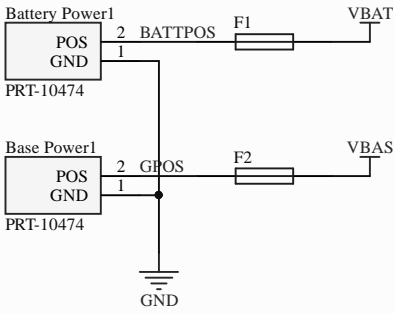 Battery Power1
F1
VBAT
POS 2 BATTPOS
GND 1
PRT-10474
Base Power1
F2
VBAS
POS 2 GPOS
GND 1
PRT-10474
GND